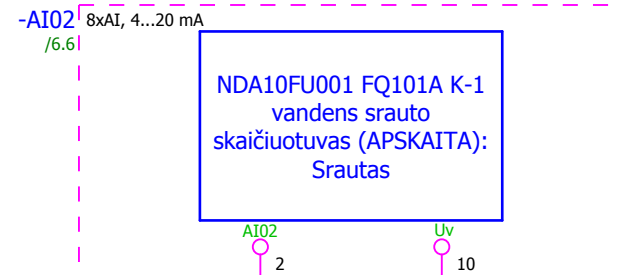 -AI02 8xAI, 4...20 mA
/6.6
NDA10FU001 FQ101A K-1
vandens srauto
skaičiuotuvas (APSKAITA):
Srautas
AI02 Uv
2 10